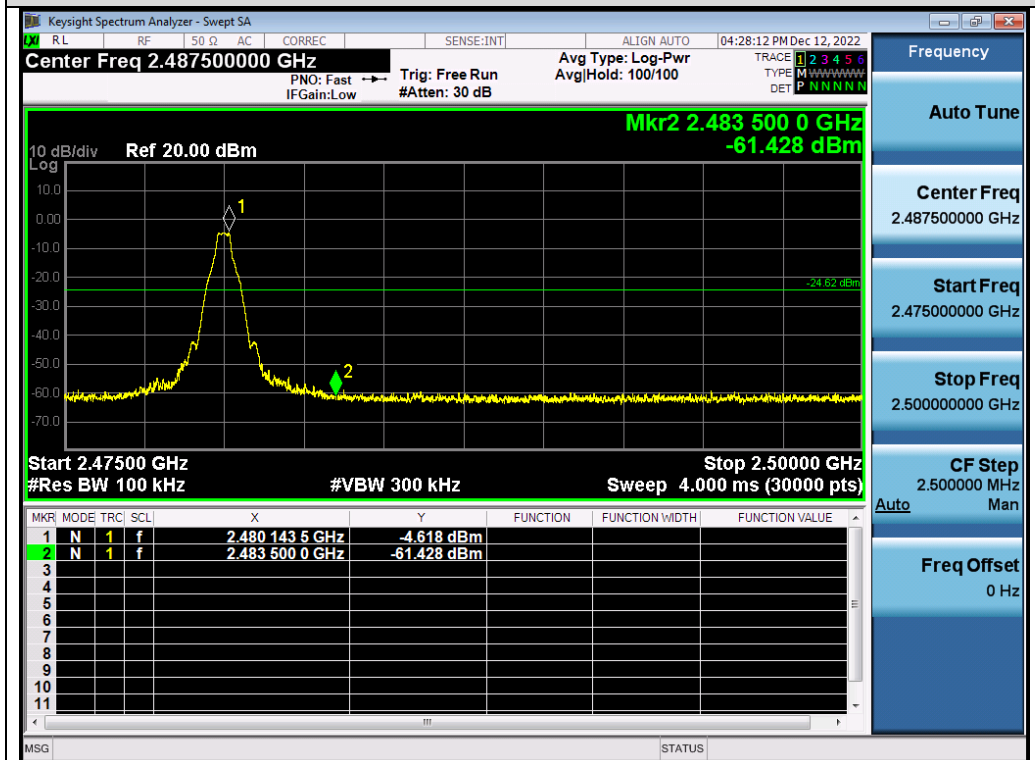 Keysight Spectrum Analyzer - Swept SA
LXI RL RF 50 Ω AC CORREC SENSE:INT ALIGN AUTO 04:28:12 PM Dec 12, 2022
Center Freq 2.487500000 GHz
PNO: Fast
IFGain:Low
Trig: Free Run
#Atten: 30 dB
Avg Type: Log-Pwr
Avg|Hold: 100/100
TRACE 1 2 3 4 5 6
TYPE M W W W W W
DET P N N N N N
Mkr2 2.483 500 0 GHz
-61.428 dBm
10 dB/div Ref 20.00 dBm
Log
10.0
0.00
-10.0
-20.0
-30.0
-40.0
-50.0
-60.0
-70.0
1
2
-24.62 dBm
Start 2.47500 GHz Stop 2.50000 GHz
#Res BW 100 kHz #VBW 300 kHz Sweep 4.000 ms (30000 pts)
MKR MODE TRC SCL X Y FUNCTION FUNCTION WIDTH FUNCTION VALUE
1 N 1 f 2.480 143 5 GHz -4.618 dBm
2 N 1 f 2.483 500 0 GHz -61.428 dBm
3
4
5
6
7
8
9
10
11
MSG STATUS
Frequency
Auto Tune
Center Freq
2.487500000 GHz
Start Freq
2.475000000 GHz
Stop Freq
2.500000000 GHz
CF Step
2.500000 MHz
Auto Man
Freq Offset
0 Hz